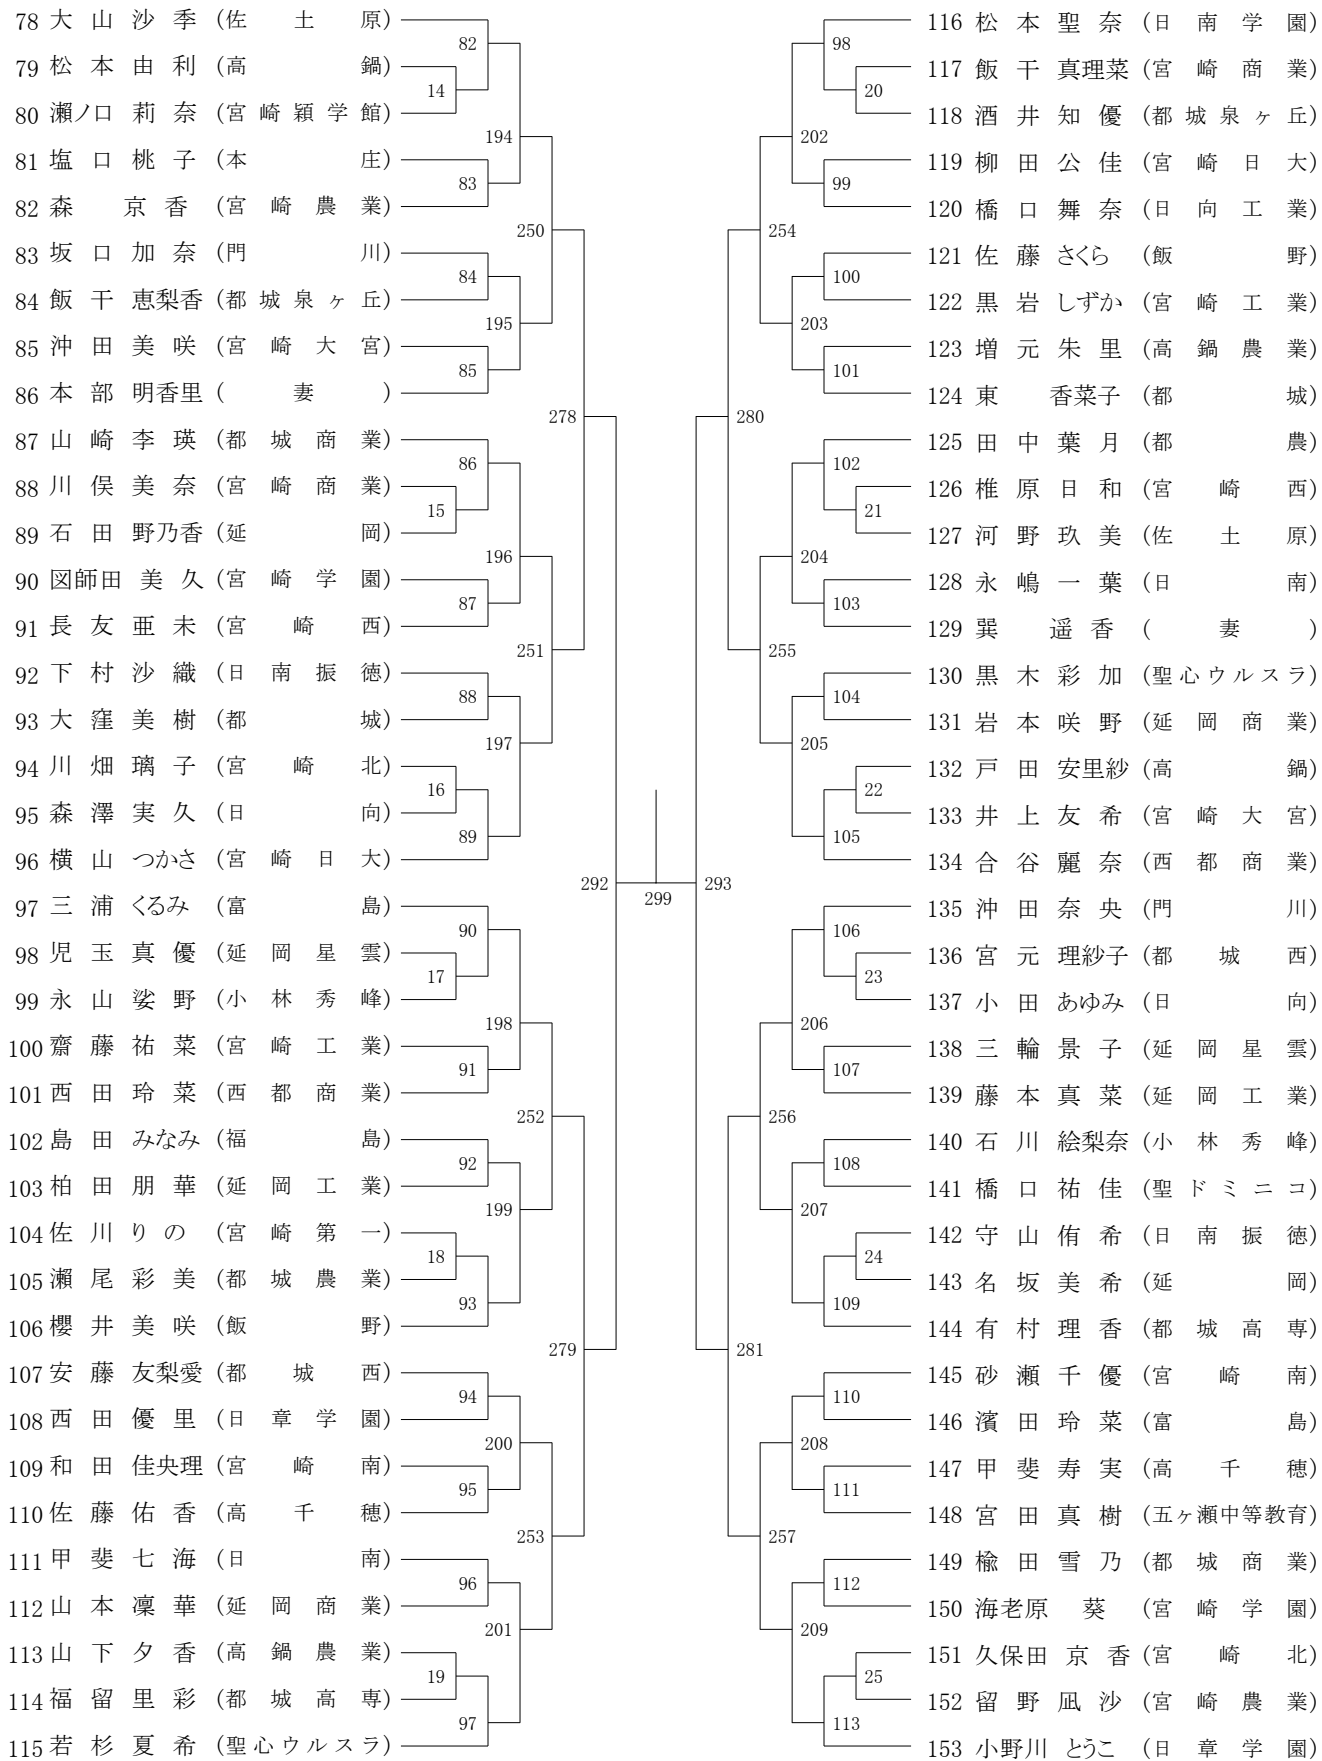 78 大山沙季 (佐土原)
79 松本由利 (高鍋)
80 瀬ノ口莉奈 (宮崎穎学館)
81 塩口桃子 (本庄)
82 森京香 (宮崎農業)
83 坂口加奈 (門川)
84 飯干恵梨香 (都城泉ヶ丘)
85 沖田美咲 (宮崎大宮)
86 本部明香里 (妻)
87 山崎李瑛 (都城商業)
88 川俣美奈 (宮崎商業)
89 石田野乃香 (延岡)
90 図師田美久 (宮崎学園)
91 長友亜未 (宮崎西)
92 下村沙織 (日南振徳)
93 大窪美樹 (都城)
94 川畑璃子 (宮崎北)
95 森澤実久 (日向)
96 横山つかさ (宮崎日大)
97 三浦くるみ (富島)
98 児玉真優 (延岡星雲)
99 永山娑野 (小林秀峰)
100 齋藤祐菜 (宮崎工業)
101 西田玲菜 (西都商業)
102 島田みなみ (福島)
103 柏田朋華 (延岡工業)
104 佐川りの (宮崎第一)
105 瀬尾彩美 (都城農業)
106 櫻井美咲 (飯野)
107 安藤友梨愛 (都城西)
108 西田優里 (日章学園)
109 和田佳央理 (宮崎南)
110 佐藤佑香 (高千穂)
111 甲斐七海 (日南)
112 山本凜華 (延岡商業)
113 山下夕香 (高鍋農業)
114 福留里彩 (都城高専)
115 若杉夏希 (聖心ウルスラ)
82
14
194
83
250
84
195
85
278
86
15
196
87
251
88
197
16
89
292
90
17
198
91
252
92
199
18
93
279
94
200
95
253
96
201
19
97
299
293
98
20
202
99
254
100
203
101
280
102
21
204
103
255
104
205
22
105
106
23
206
107
256
108
207
24
109
281
110
208
111
257
112
209
25
113
116 松本聖奈 (日南学園)
117 飯干真理菜 (宮崎商業)
118 酒井知優 (都城泉ヶ丘)
119 柳田公佳 (宮崎日大)
120 橋口舞奈 (日向工業)
121 佐藤さくら (飯野)
122 黒岩しずか (宮崎工業)
123 増元朱里 (高鍋農業)
124 東香菜子 (都城)
125 田中葉月 (都農)
126 椎原日和 (宮崎西)
127 河野玖美 (佐土原)
128 永嶋一葉 (日南)
129 巽遥香 (妻)
130 黒木彩加 (聖心ウルスラ)
131 岩本咲野 (延岡商業)
132 戸田安里紗 (高鍋)
133 井上友希 (宮崎大宮)
134 合谷麗奈 (西都商業)
135 沖田奈央 (門川)
136 宮元理紗子 (都城西)
137 小田あゆみ (日向)
138 三輪景子 (延岡星雲)
139 藤本真菜 (延岡工業)
140 石川絵梨奈 (小林秀峰)
141 橋口祐佳 (聖ドミニコ)
142 守山侑希 (日南振徳)
143 名坂美希 (延岡)
144 有村理香 (都城高専)
145 砂瀬千優 (宮崎南)
146 濱田玲菜 (富島)
147 甲斐寿実 (高千穂)
148 宮田真樹 (五ヶ瀬中等教育)
149 楡田雪乃 (都城商業)
150 海老原葵 (宮崎学園)
151 久保田京香 (宮崎北)
152 留野凪沙 (宮崎農業)
153 小野川とうこ (日章学園)